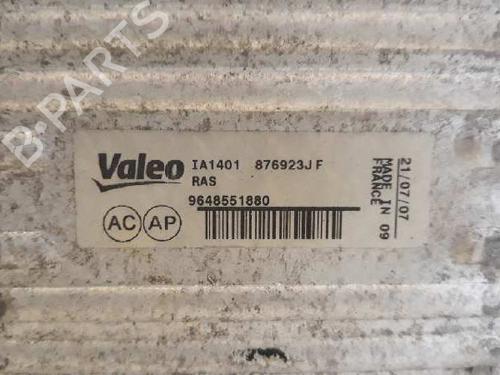 B-PARTS
Valeo
IA1401 876923J F
RAS
9648551880
AC AP
21/07/07
MADE IN 09
FRANCE